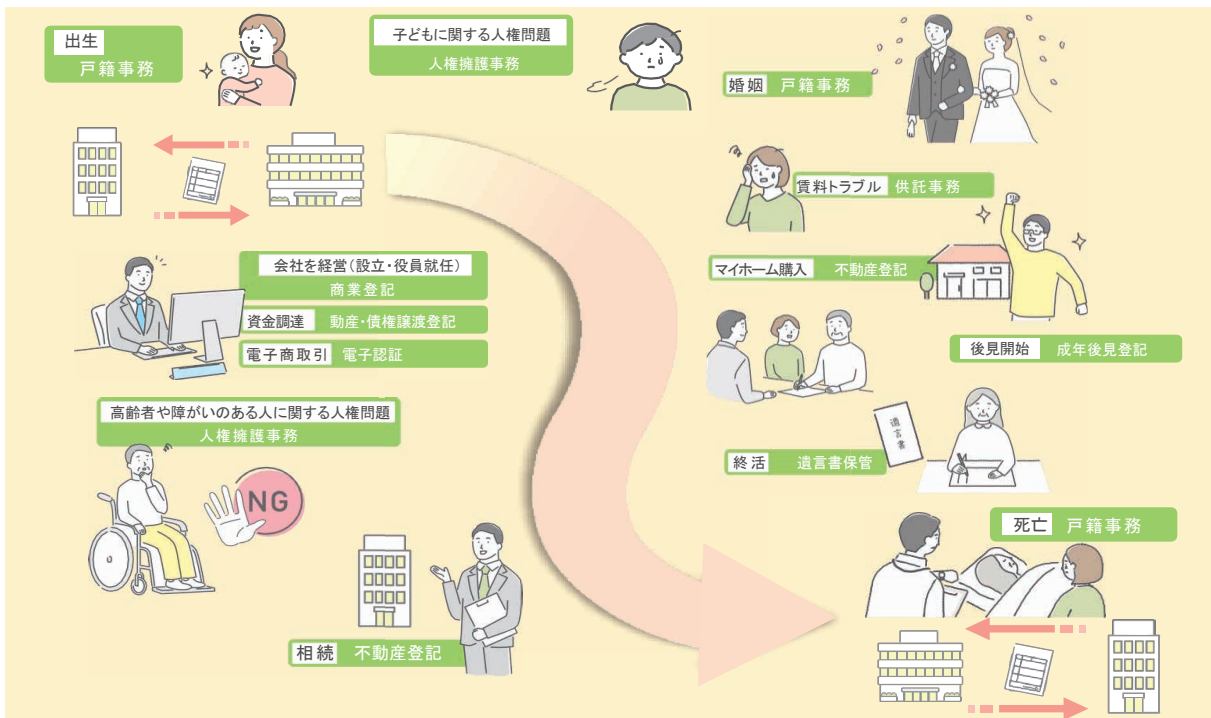 出生
戸籍事務
子どもに関する人権問題
人権擁護事務
婚姻 戸籍事務
賃料トラブル 供託事務
マイホーム購入 不動産登記
会社を経営(設立・役員就任)
商業登記
資金調達 動産・債権譲渡登記
電子商取引 電子認証
後見開始 成年後見登記
高齢者や障がいのある人に関する人権問題
人権擁護事務
遺言書
終活 遺言書保管
NG
死亡 戸籍事務
相続 不動産登記